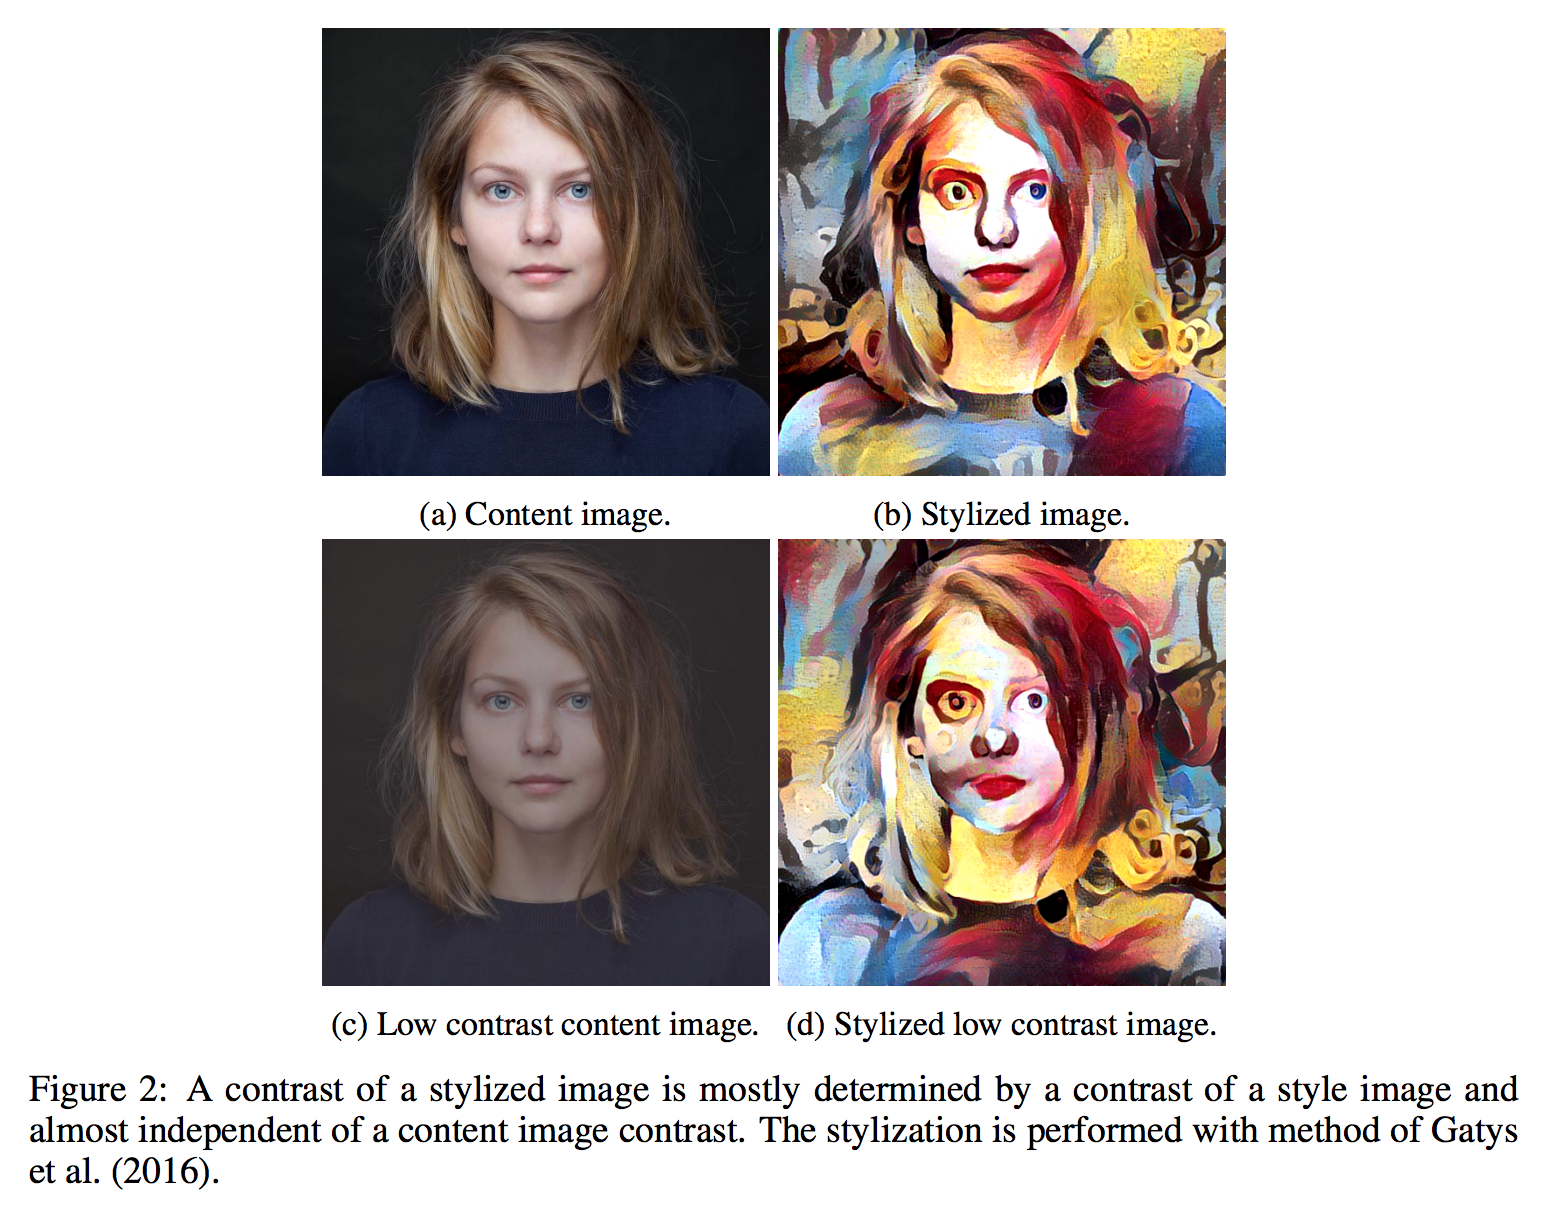 (a) Content image.
(b) Stylized image.
(c) Low contrast content image.
(d) Stylized low contrast image.
Figure 2: A contrast of a stylized image is mostly determined by a contrast of a style image and
almost independent of a content image contrast. The stylization is performed with method of Gatys
et al. (2016).